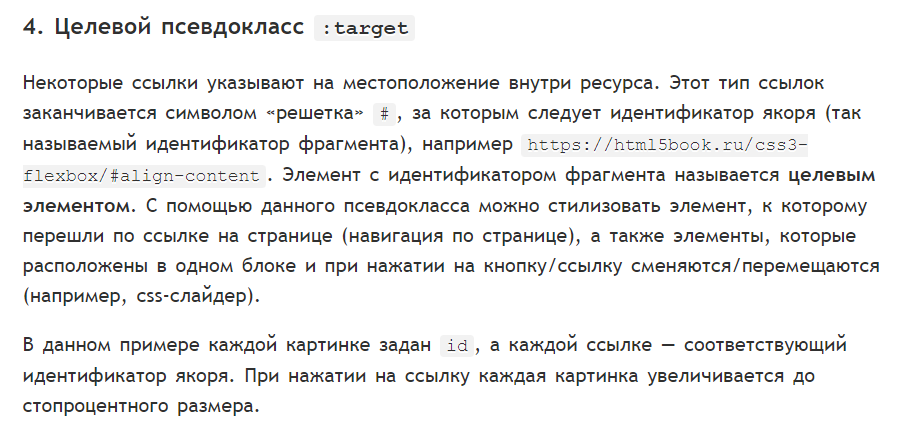 4. Целевой псевдокласс :target
Некоторые ссылки указывают на местоположение внутри ресурса. Этот тип ссылок
заканчивается символом «решетка» #, за которым следует идентификатор якоря (так
называемый идентификатор фрагмента), например https://html5book.ru/css3-
flexbox/#align-content. Элемент с идентификатором фрагмента называется целевым
элементом. С помощью данного псевдокласса можно стилизовать элемент, к которому
перешли по ссылке на странице (навигация по странице), а также элементы, которые
расположены в одном блоке и при нажатии на кнопку/ссылку сменяются/перемещаются
(например, css-слайдер).
В данном примере каждой картинке задан id, а каждой ссылке — соответствующий
идентификатор якоря. При нажатии на ссылку каждая картинка увеличивается до
стопроцентного размера.